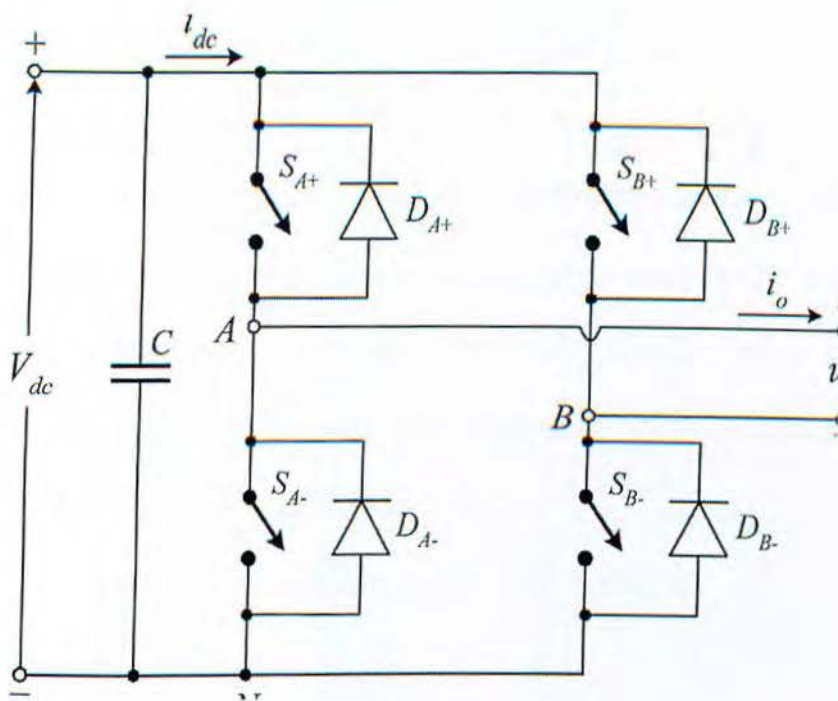 +
i_dc
S_A+
D_A+
S_B+
D_B+
i_o
A
C
V_dc
B
S_A-
D_A-
S_B-
D_B-
−